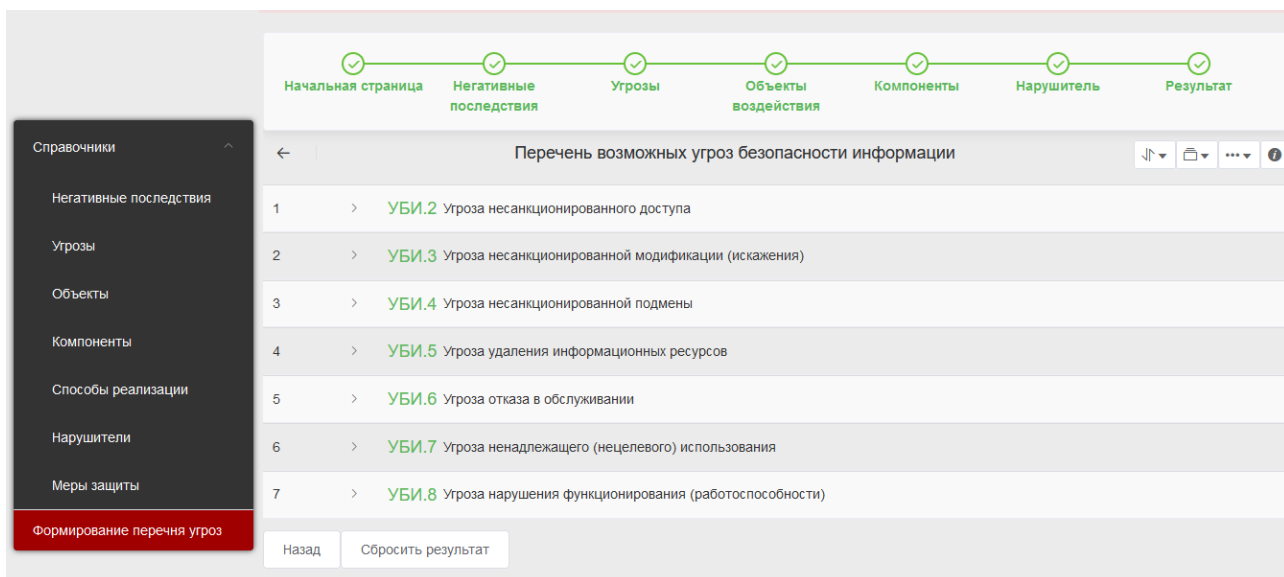 Начальная страница
Негативные
последствия
Угрозы
Объекты
воздействия
Компоненты
Нарушитель
Результат
Справочники
Негативные последствия
Угрозы
Объекты
Компоненты
Способы реализации
Нарушители
Меры защиты
Формирование перечня угроз
Перечень возможных угроз безопасности информации
1 УБИ.2 Угроза несанкционированного доступа
2 УБИ.3 Угроза несанкционированной модификации (искажения)
3 УБИ.4 Угроза несанкционированной подмены
4 УБИ.5 Угроза удаления информационных ресурсов
5 УБИ.6 Угроза отказа в обслуживании
6 УБИ.7 Угроза ненадлежащего (нецелевого) использования
7 УБИ.8 Угроза нарушения функционирования (работоспособности)
Назад
Сбросить результат